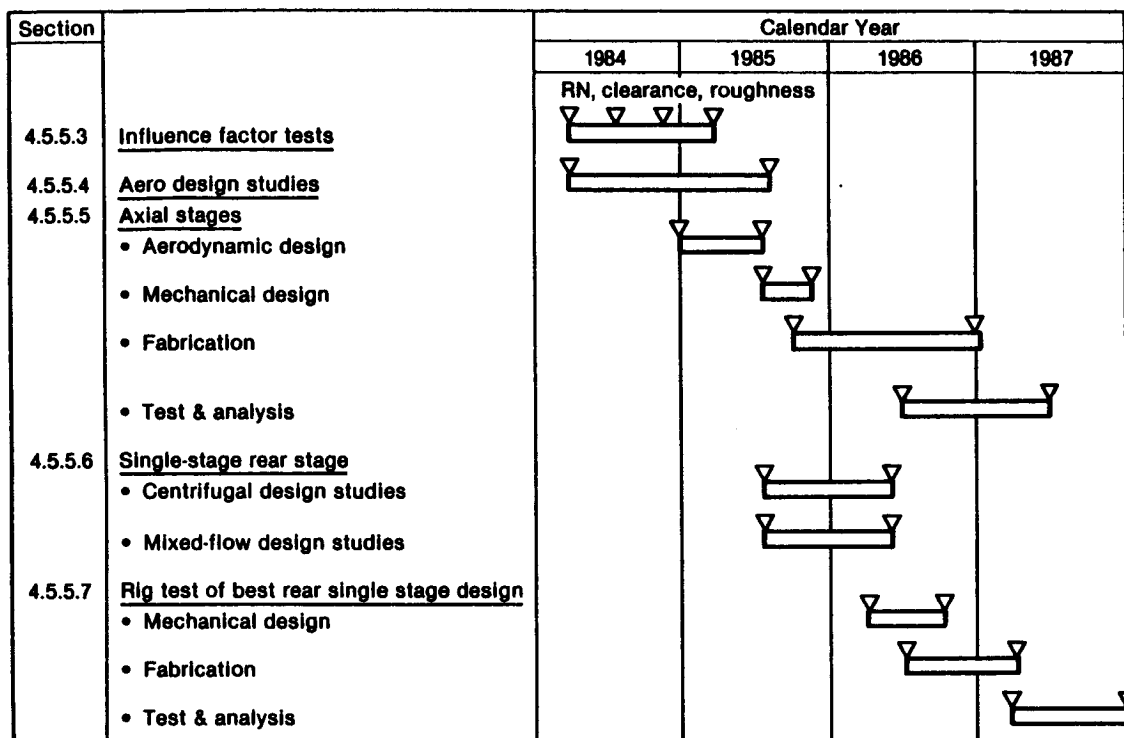 Section
Calendar Year
1984 1985 1986 1987
RN, clearance, roughness
4.5.5.3 Influence factor tests
4.5.5.4 Aero design studies
4.5.5.5 Axial stages
• Aerodynamic design
• Mechanical design
• Fabrication
• Test & analysis
4.5.5.6 Single-stage rear stage
• Centrifugal design studies
• Mixed-flow design studies
4.5.5.7 Rig test of best rear single stage design
• Mechanical design
• Fabrication
• Test & analysis